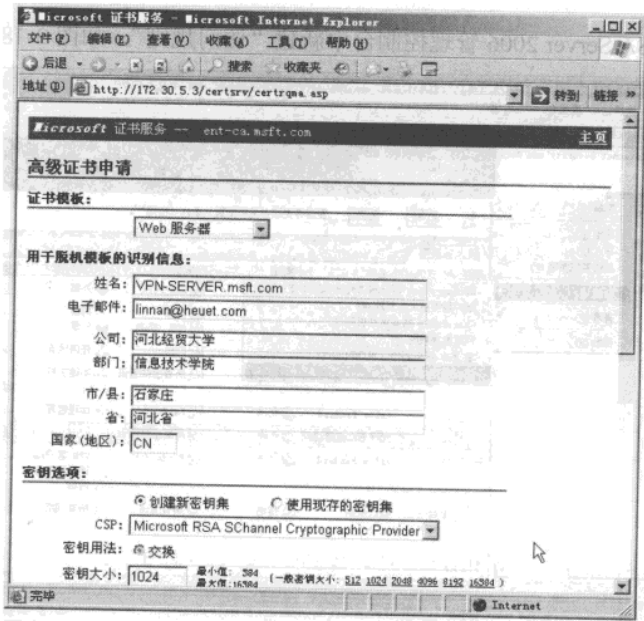 Microsoft 证书服务 - Microsoft Internet Explorer
文件(F) 编辑(E) 查看(V) 收藏(A) 工具(T) 帮助(H)
后退 搜索 收藏夹
地址(D) http://172.30.5.3/certsrv/certrqma.asp 转到 链接 »
Microsoft 证书服务 -- ent-ca.msft.com 主页
高级证书申请
证书模板:
Web 服务器
用于脱机模板的识别信息:
姓名: VPN-SERVER.msft.com
电子邮件: linnan@heuet.com
公司: 河北经贸大学
部门: 信息技术学院
市/县: 石家庄
省: 河北省
国家(地区): CN
密钥选项:
创建新密钥集 使用现存的密钥集
CSP: Microsoft RSA SChannel Cryptographic Provider
密钥用法: 交换
密钥大小: 1024 最小值: 384 最大值:16384 (一般密钥大小: 512 1024 2048 4096 8192 16384 )
完毕 Internet